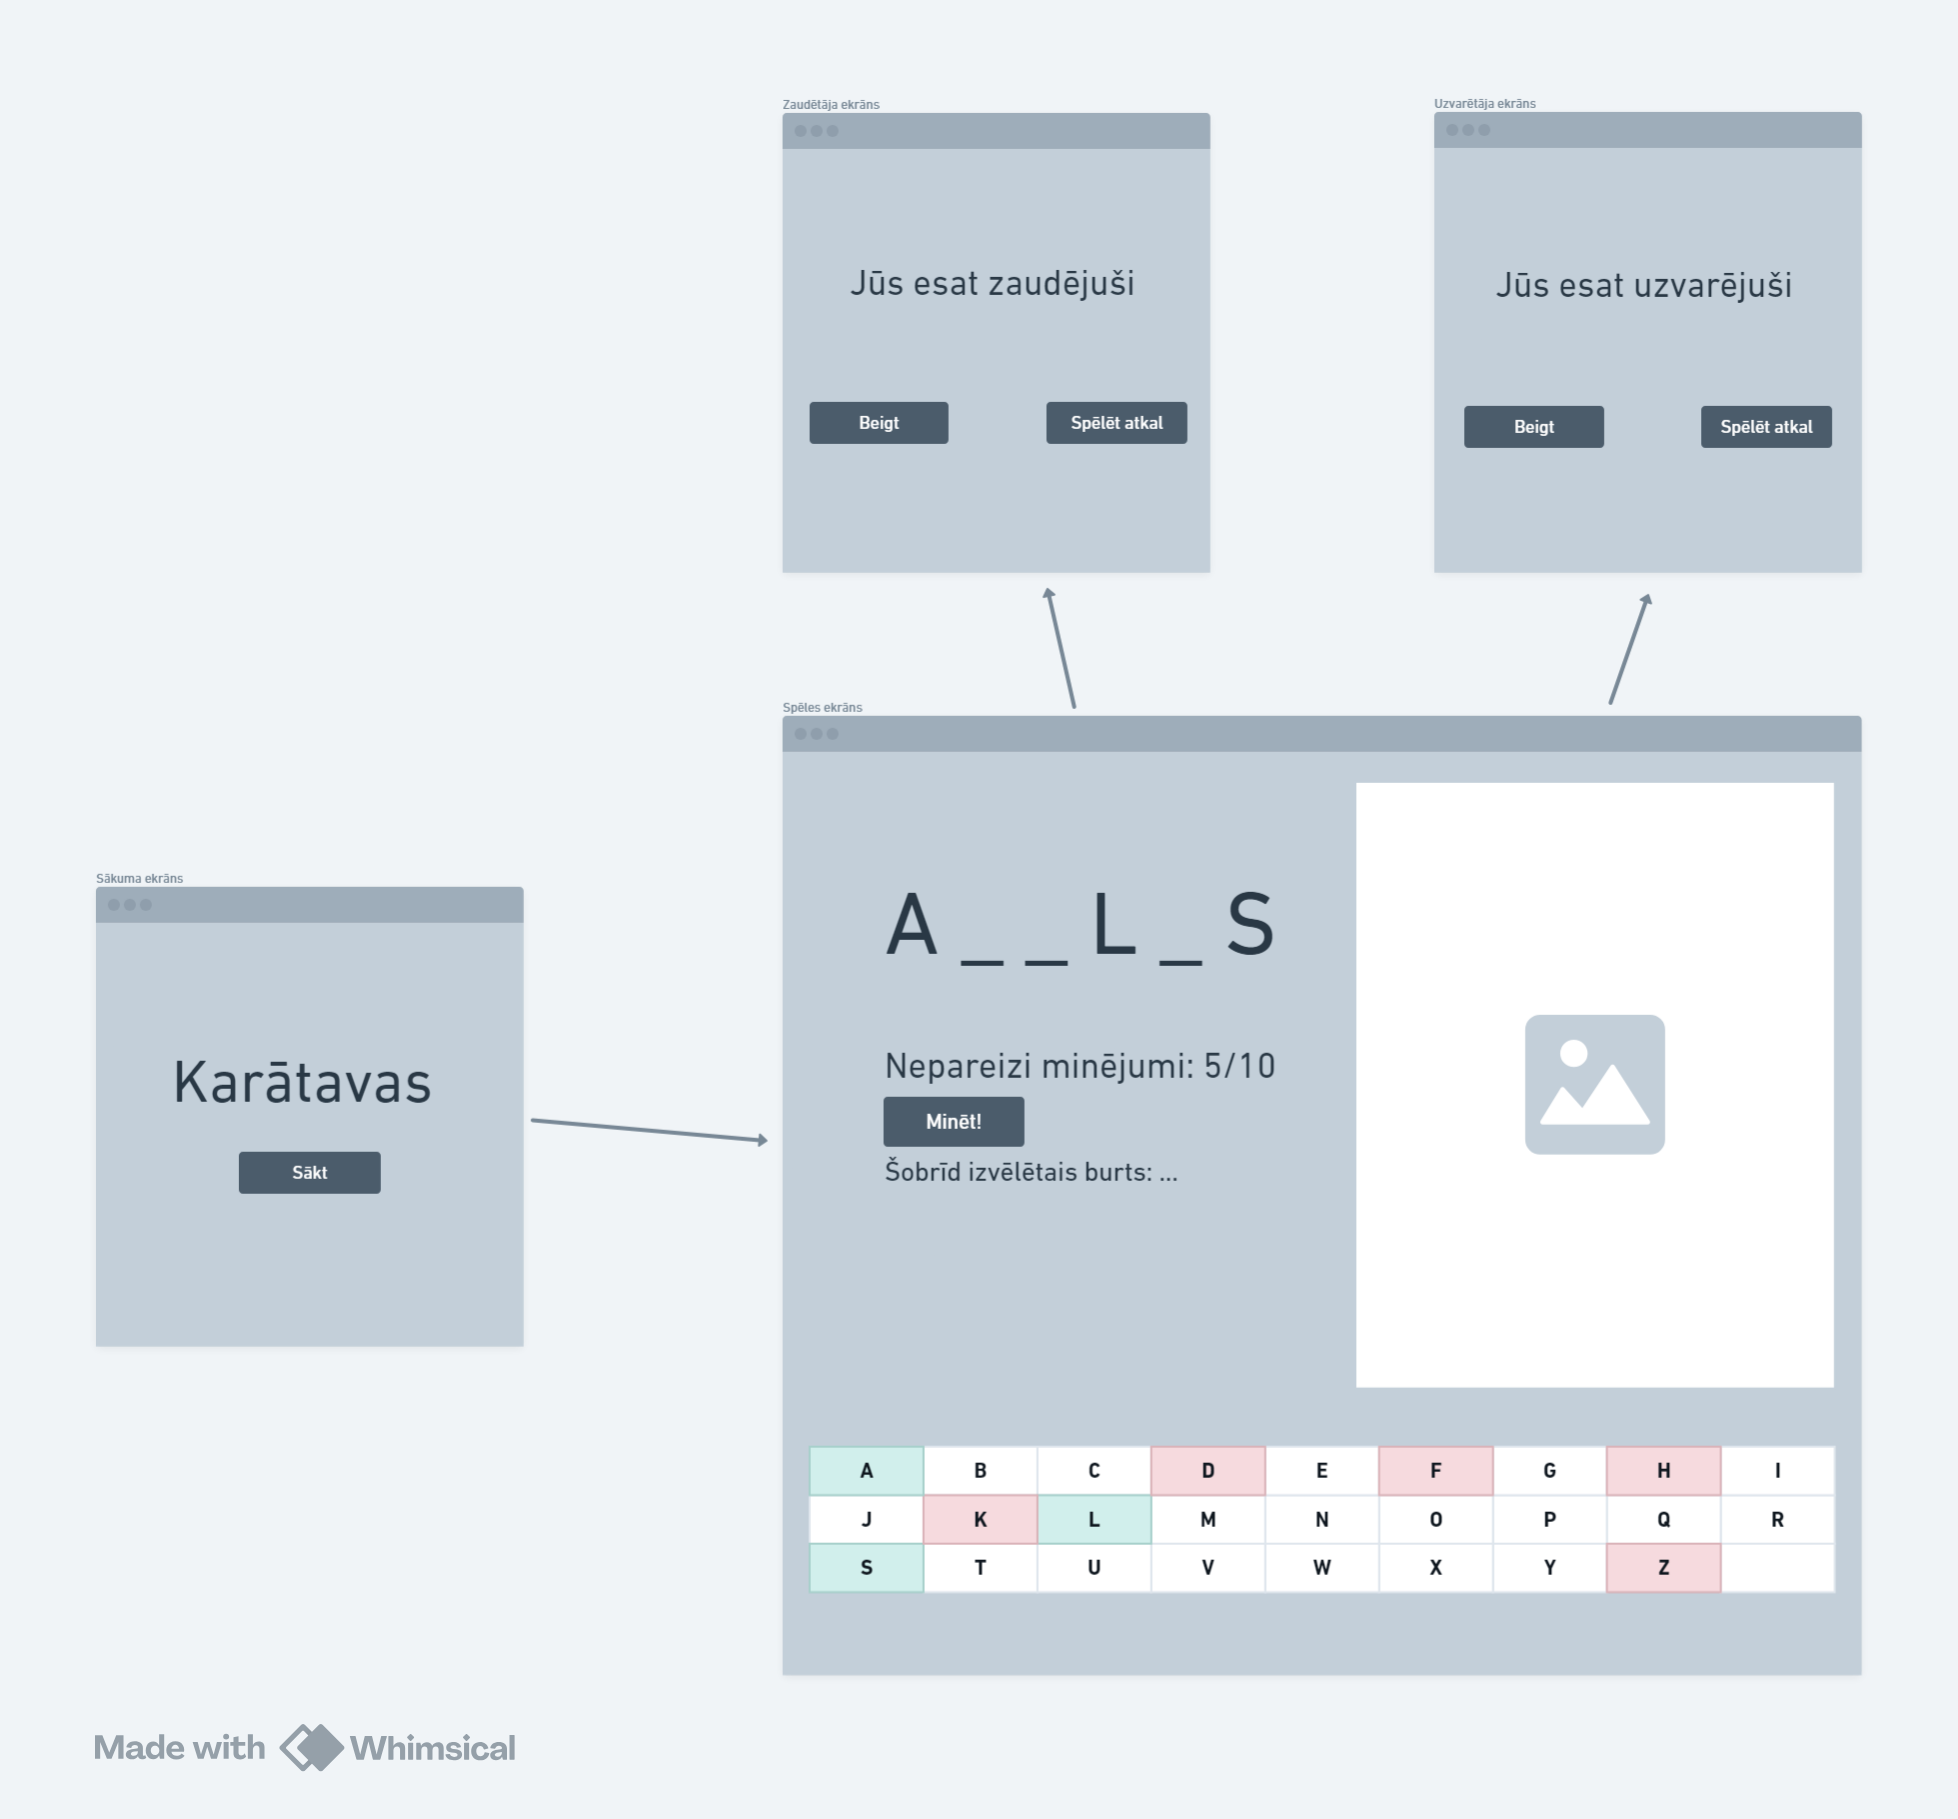 Zaudētāja ekrāns
Jūs esat zaudējuši
Beigt
Spēlēt atkal
Uzvarētāja ekrāns
Jūs esat uzvarējuši
Beigt
Spēlēt atkal
Sākuma ekrāns
Karātavas
Sākt
Spēles ekrāns
A _ _ L _ S
Nepareizi minējumi: 5/10
Minēt!
Šobrīd izvēlētais burts: ...
A B C D E F G H I
J K L M N O P Q R
S T U V W X Y Z
Made with Whimsical